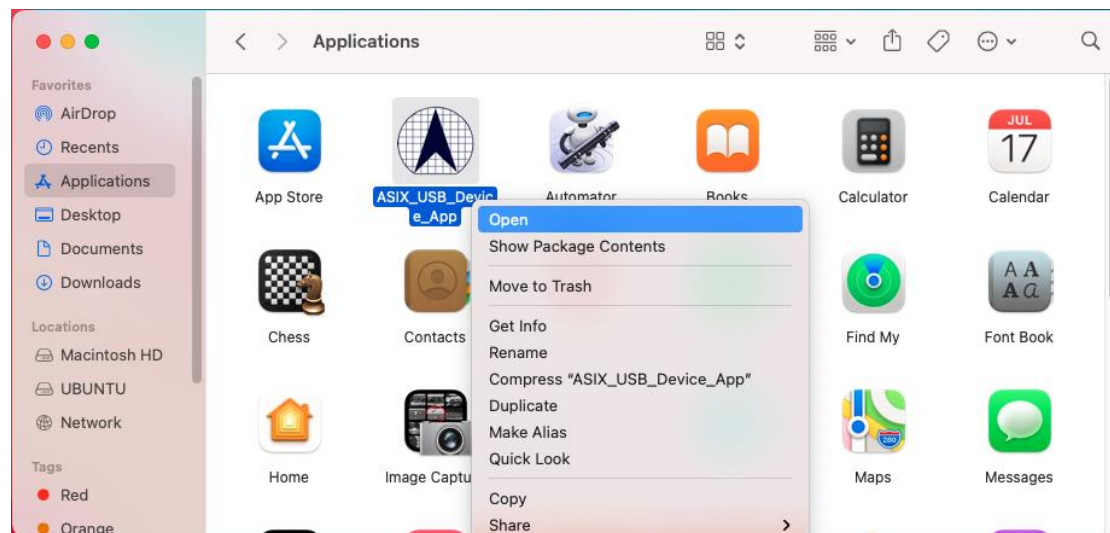 Applications
Favorites
AirDrop
Recents
Applications
Desktop
Documents
Downloads
Locations
Macintosh HD
UBUNTU
Network
Tags
Red
Orange
JUL
17
App Store
ASIX_USB_Devic
e_App
Automator
Books
Calculator
Calendar
Open
Show Package Contents
Move to Trash
Get Info
Rename
Compress “ASIX_USB_Device_App”
Duplicate
Make Alias
Quick Look
Copy
Share
A A
A a
Chess
Contacts
Find My
Font Book
280
Home
Image Captu
Maps
Messages